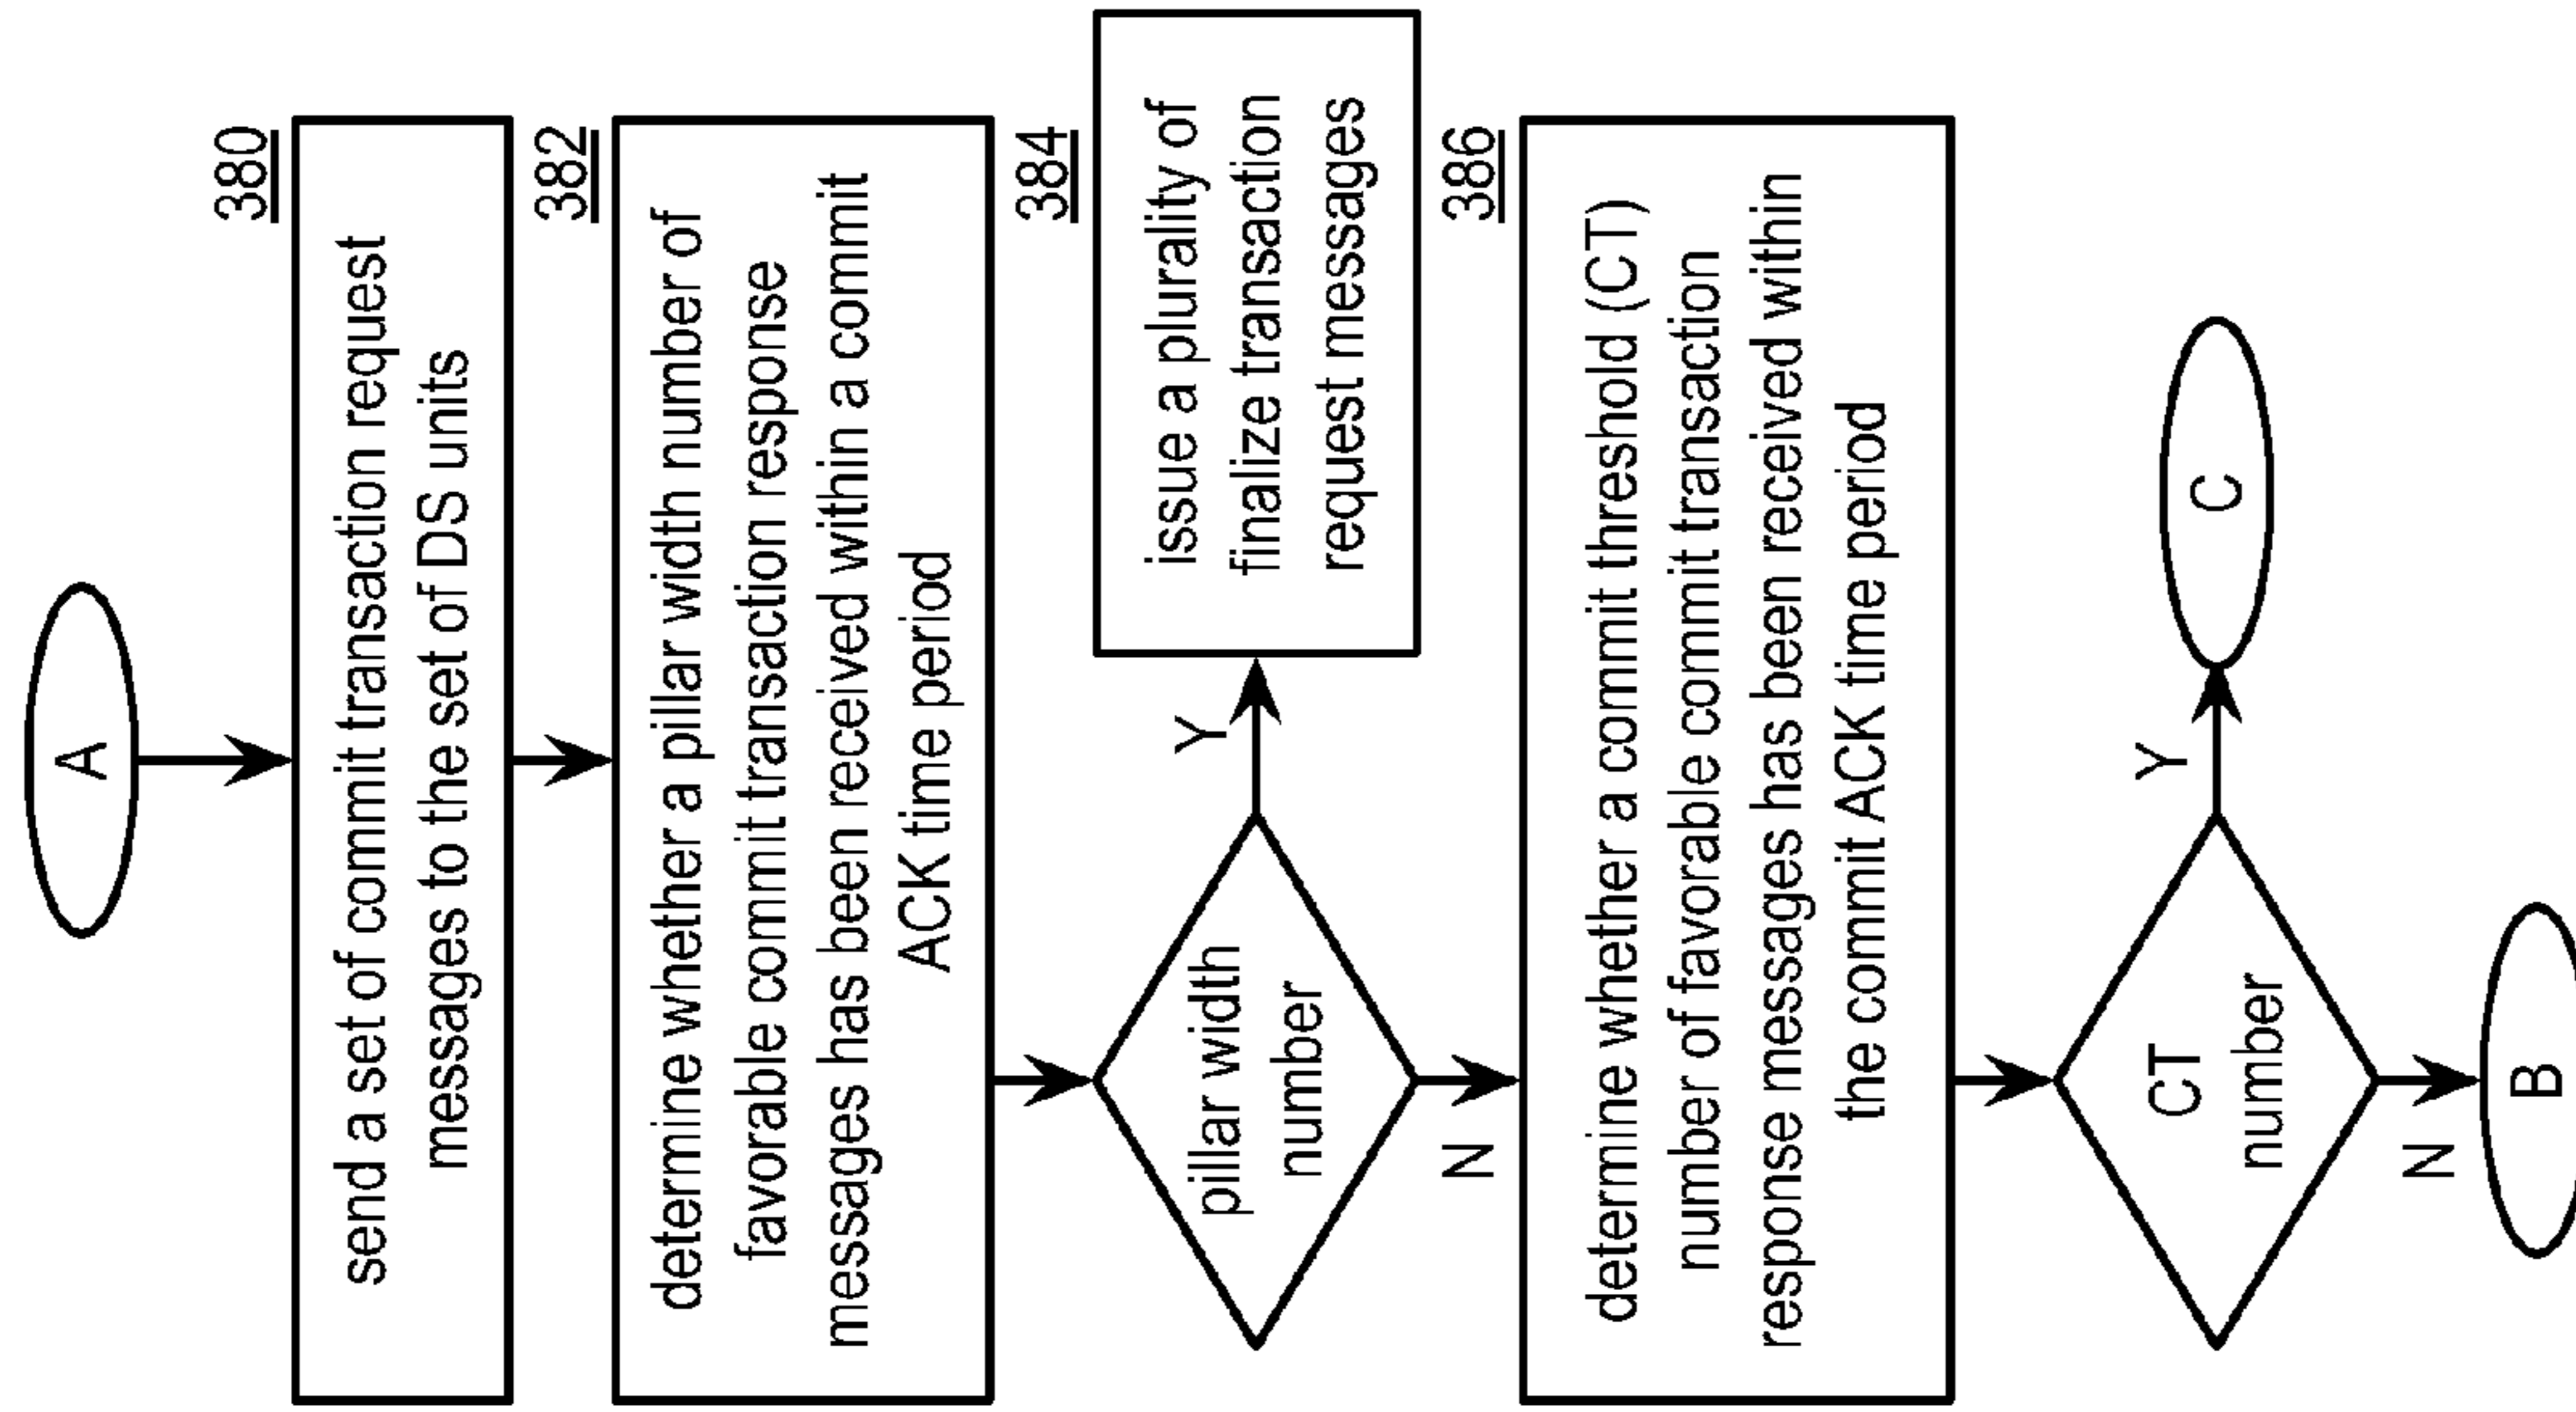 A
380
send a set of commit transaction request
messages to the set of DS units
382
determine whether a pillar width number of
favorable commit transaction response
messages has been received within a commit
ACK time period
pillar width
number
Y
384
issue a plurality of
finalize transaction
request messages
N
386
determine whether a commit threshold (CT)
number of favorable commit transaction
response messages has been received within
the commit ACK time period
CT
number
Y
C
N
B